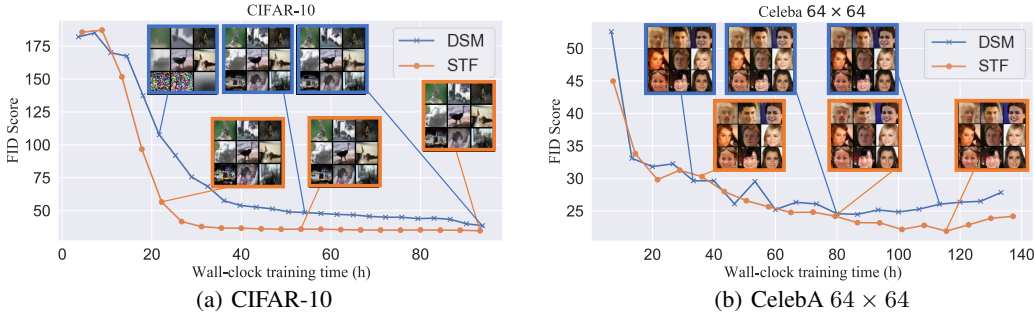 CIFAR-10
FID Score
175
150
125
100
75
50
DSM
STF
0
20
40
60
80
Wall-clock training time (h)
(a) CIFAR-10
Celeba 64 × 64
FID Score
50
45
40
35
30
25
DSM
STF
0
20
40
60
80
100
120
140
Wall-clock training time (h)
(b) CelebA 64 × 64